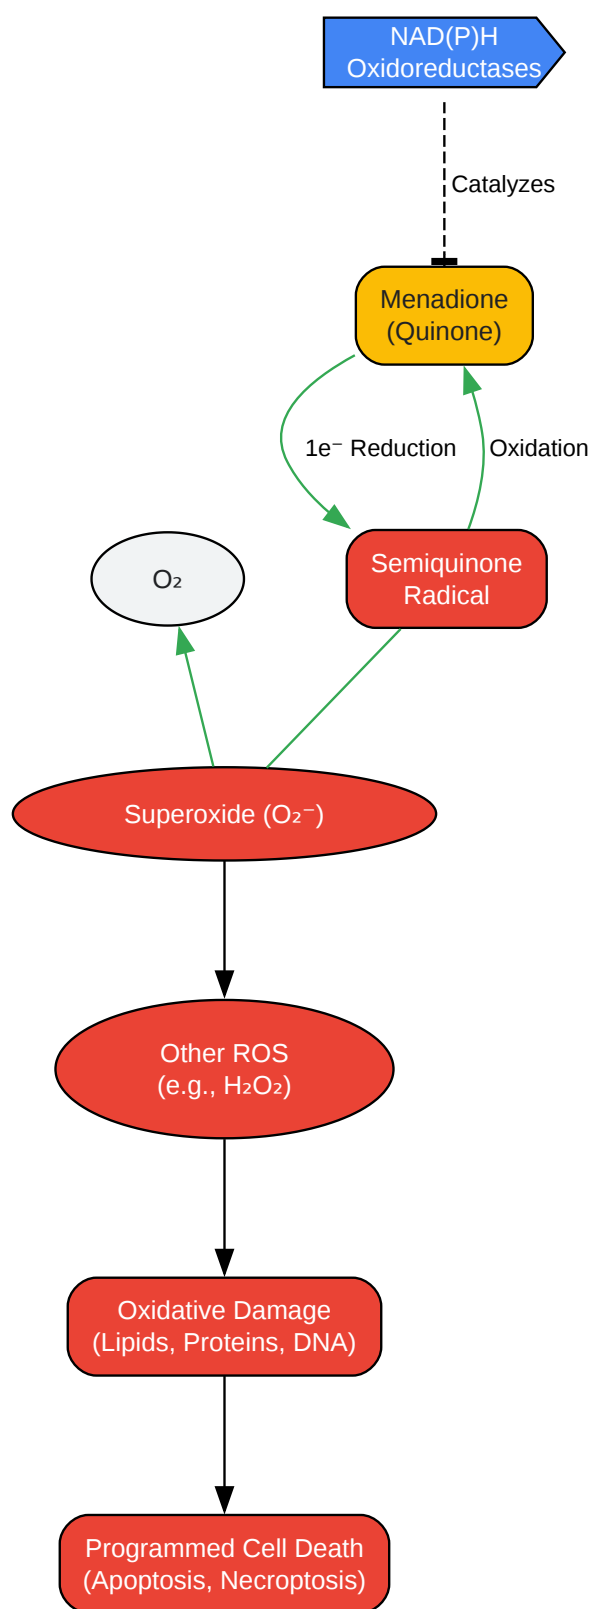 NAD(P)H
Oxidoreductases
Catalyzes
Menadione
(Quinone)
1e⁻ Reduction
Oxidation
O₂
Semiquinone
Radical
Superoxide (O₂⁻)
Other ROS
(e.g., H₂O₂)
Oxidative Damage
(Lipids, Proteins, DNA)
Programmed Cell Death
(Apoptosis, Necroptosis)